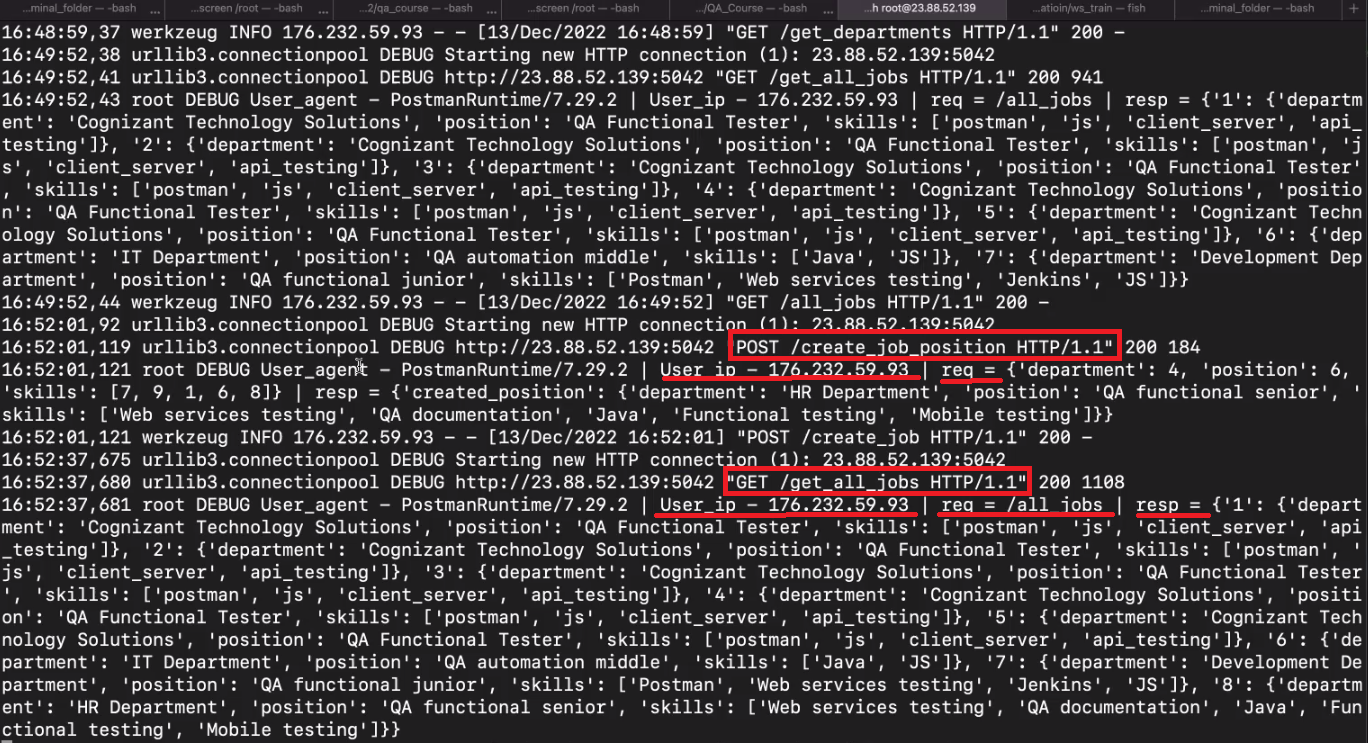 ...minal_folder — -bash ... ...screen /root — -bash ...2/qa_course — -bash ... ...screen /root — -bash .../QA_Course — -bash ... ...h root@23.88.52.139 ...atioin/ws_train — fish ...minal_folder — -bash +
16:48:59,37 werkzeug INFO 176.232.59.93 - - [13/Dec/2022 16:48:59] "GET /get_departments HTTP/1.1" 200 -
16:49:52,38 urllib3.connectionpool DEBUG Starting new HTTP connection (1): 23.88.52.139:5042
16:49:52,41 urllib3.connectionpool DEBUG http://23.88.52.139:5042 "GET /get_all_jobs HTTP/1.1" 200 941
16:49:52,43 root DEBUG User_agent - PostmanRuntime/7.29.2 | User_ip - 176.232.59.93 | req = /all_jobs | resp = {'1': {'departm
ent': 'Cognizant Technology Solutions', 'position': 'QA Functional Tester', 'skills': ['postman', 'js', 'client_server', 'api_
testing']}, '2': {'department': 'Cognizant Technology Solutions', 'position': 'QA Functional Tester', 'skills': ['postman', 'j
s', 'client_server', 'api_testing']}, '3': {'department': 'Cognizant Technology Solutions', 'position': 'QA Functional Tester'
, 'skills': ['postman', 'js', 'client_server', 'api_testing']}, '4': {'department': 'Cognizant Technology Solutions', 'positio
n': 'QA Functional Tester', 'skills': ['postman', 'js', 'client_server', 'api_testing']}, '5': {'department': 'Cognizant Techn
ology Solutions', 'position': 'QA Functional Tester', 'skills': ['postman', 'js', 'client_server', 'api_testing']}, '6': {'dep
artment': 'IT Department', 'position': 'QA automation middle', 'skills': ['Java', 'JS']}, '7': {'department': 'Development Dep
artment', 'position': 'QA functional junior', 'skills': ['Postman', 'Web services testing', 'Jenkins', 'JS']}}
16:49:52,44 werkzeug INFO 176.232.59.93 - - [13/Dec/2022 16:49:52] "GET /all_jobs HTTP/1.1" 200 -
16:52:01,92 urllib3.connectionpool DEBUG Starting new HTTP connection (1): 23.88.52.139:5042
16:52:01,119 urllib3.connectionpool DEBUG http://23.88.52.139:5042 "POST /create_job_position HTTP/1.1" 200 184
16:52:01,121 root DEBUG User_agent - PostmanRuntime/7.29.2 | User_ip - 176.232.59.93 | req = {'department': 4, 'position': 6,
'skills': [7, 9, 1, 6, 8]} | resp = {'created_position': {'department': 'HR Department', 'position': 'QA functional senior', '
skills': ['Web services testing', 'QA documentation', 'Java', 'Functional testing', 'Mobile testing']}}
16:52:01,121 werkzeug INFO 176.232.59.93 - - [13/Dec/2022 16:52:01] "POST /create_job HTTP/1.1" 200 -
16:52:37,675 urllib3.connectionpool DEBUG Starting new HTTP connection (1): 23.88.52.139:5042
16:52:37,680 urllib3.connectionpool DEBUG http://23.88.52.139:5042 "GET /get_all_jobs HTTP/1.1" 200 1108
16:52:37,681 root DEBUG User_agent - PostmanRuntime/7.29.2 | User_ip - 176.232.59.93 | req = /all_jobs | resp = {'1': {'depart
ment': 'Cognizant Technology Solutions', 'position': 'QA Functional Tester', 'skills': ['postman', 'js', 'client_server', 'api
_testing']}, '2': {'department': 'Cognizant Technology Solutions', 'position': 'QA Functional Tester', 'skills': ['postman', '
js', 'client_server', 'api_testing']}, '3': {'department': 'Cognizant Technology Solutions', 'position': 'QA Functional Tester
', 'skills': ['postman', 'js', 'client_server', 'api_testing']}, '4': {'department': 'Cognizant Technology Solutions', 'positi
on': 'QA Functional Tester', 'skills': ['postman', 'js', 'client_server', 'api_testing']}, '5': {'department': 'Cognizant Tech
nology Solutions', 'position': 'QA Functional Tester', 'skills': ['postman', 'js', 'client_server', 'api_testing']}, '6': {'de
partment': 'IT Department', 'position': 'QA automation middle', 'skills': ['Java', 'JS']}, '7': {'department': 'Development De
partment', 'position': 'QA functional junior', 'skills': ['Postman', 'Web services testing', 'Jenkins', 'JS']}, '8': {'departm
ent': 'HR Department', 'position': 'QA functional senior', 'skills': ['Web services testing', 'QA documentation', 'Java', 'Fun
ctional testing', 'Mobile testing']}}